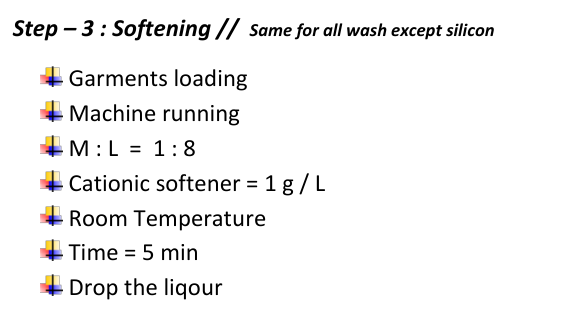 Step – 3 : Softening // Same for all wash except silicon
Garments loading
Machine running
M : L = 1 : 8
Cationic softener = 1 g / L
Room Temperature
Time = 5 min
Drop the liqour